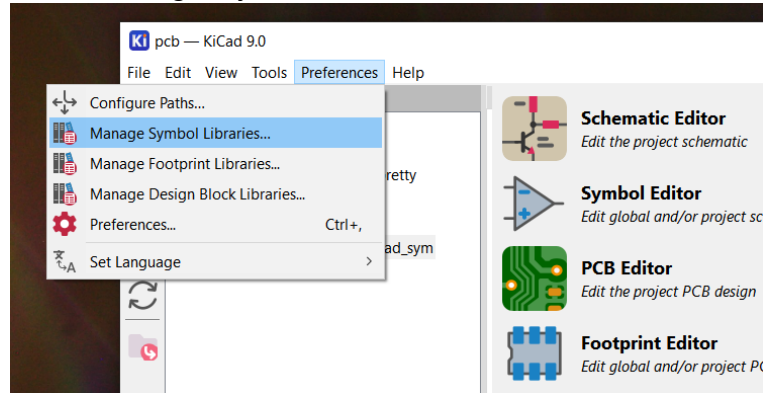 pcb — KiCad 9.0
File Edit View Tools Preferences Help
Configure Paths...
Manage Symbol Libraries...
Manage Footprint Libraries...
Manage Design Block Libraries...
Preferences... Ctrl+,
Set Language
retty
ad_sym
Schematic Editor
Edit the project schematic
Symbol Editor
Edit global and/or project sc
PCB Editor
Edit the project PCB design
Footprint Editor
Edit global and/or project P